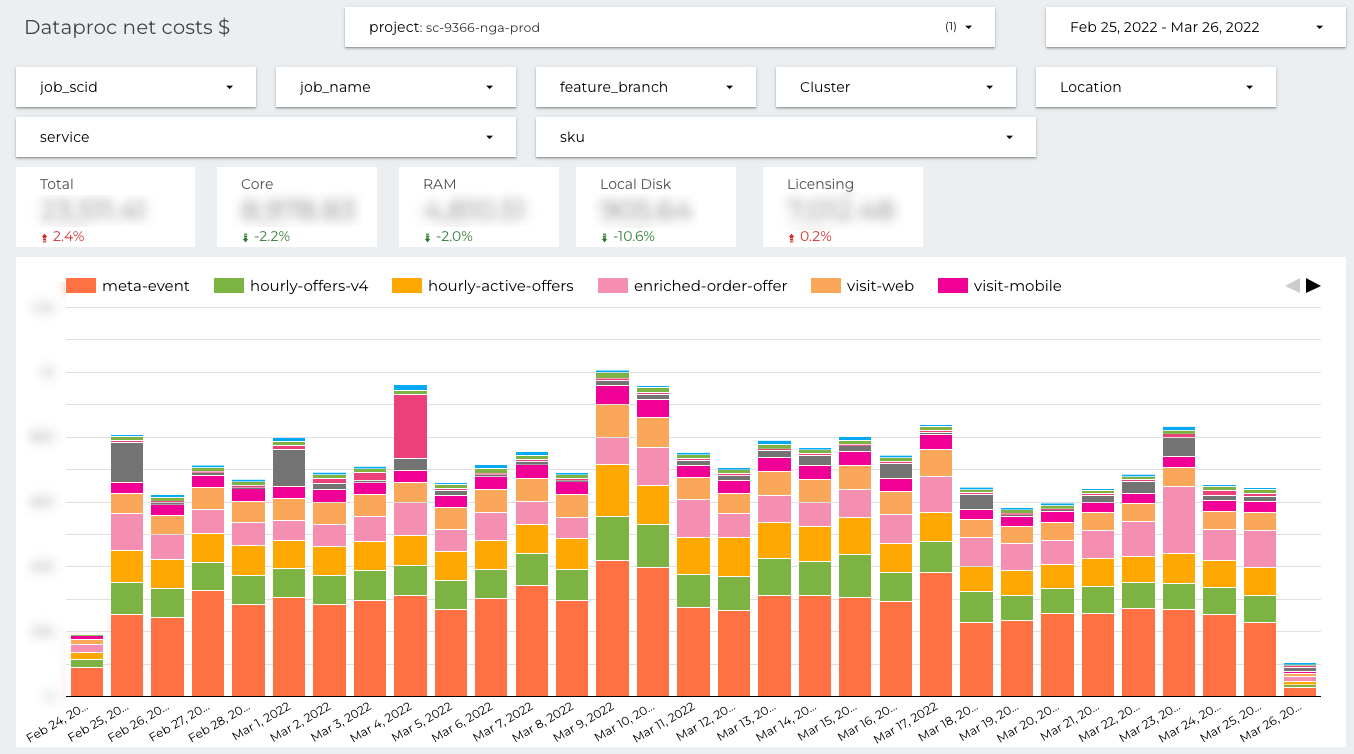 Dataproc net costs $
project: sc-9366-nga-prod (1)
Feb 25, 2022 - Mar 26, 2022
job_scid
job_name
feature_branch
Cluster
Location
service
sku
Total
2.4%
Core
-2.2%
RAM
-2.0%
Local Disk
-10.6%
Licensing
0.2%
meta-event
hourly-offers-v4
hourly-active-offers
enriched-order-offer
visit-web
visit-mobile
Feb 24, 20...
Feb 25, 20...
Feb 26, 20...
Feb 27, 20...
Feb 28, 20...
Mar 1, 2022
Mar 2, 2022
Mar 3, 2022
Mar 4, 2022
Mar 5, 2022
Mar 6, 2022
Mar 7, 2022
Mar 8, 2022
Mar 9, 2022
Mar 10, 20...
Mar 11, 2022
Mar 12, 20...
Mar 13, 20...
Mar 14, 20...
Mar 15, 20...
Mar 16, 20...
Mar 17, 2022
Mar 18, 20...
Mar 19, 20...
Mar 20, 20...
Mar 21, 20...
Mar 22, 20...
Mar 23, 20...
Mar 24, 20...
Mar 25, 20...
Mar 26, 20...